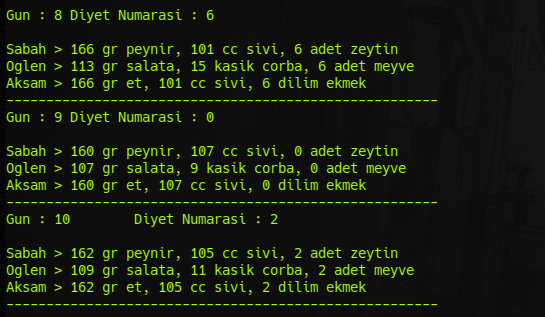 Gun : 8 Diyet Numarasi : 6
Sabah > 166 gr peynir, 101 cc sivi, 6 adet zeytin
Oglen > 113 gr salata, 15 kasik corba, 6 adet meyve
Aksam > 166 gr et, 101 cc sivi, 6 dilim ekmek
------------------------------------------------------
Gun : 9 Diyet Numarasi : 0
Sabah > 160 gr peynir, 107 cc sivi, 0 adet zeytin
Oglen > 107 gr salata, 9 kasik corba, 0 adet meyve
Aksam > 160 gr et, 107 cc sivi, 0 dilim ekmek
------------------------------------------------------
Gun : 10        Diyet Numarasi : 2
Sabah > 162 gr peynir, 105 cc sivi, 2 adet zeytin
Oglen > 109 gr salata, 11 kasik corba, 2 adet meyve
Aksam > 162 gr et, 105 cc sivi, 2 dilim ekmek
------------------------------------------------------